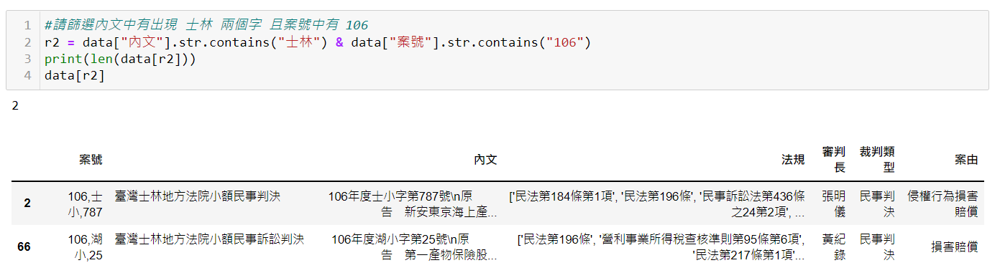 1 #請篩選內文中有出現 士林 兩個字 且案號中有 106
2 r2 = data["內文"].str.contains("士林") & data["案號"].str.contains("106")
3 print(len(data[r2]))
4 data[r2]
2
案號 內文 法規 審判長 裁判類型 案由
2 106,士 臺灣士林地方法院小額民事判決 106年度士小字第787號\n原 ['民法第184條第1項', '民法第196條', '民事訴訟法第436條 張明 民事判 侵權行為損害
小,787 告 新安東京海上產... 之24第2項', ... 儀 決 賠償
66 106,湖 臺灣士林地方法院小額民事訴訟判決 106年度湖小字第25號\n原 ['民法第196條', '營利事業所得稅查核準則第95條第6項', 黃紀 民事判 損害賠償
小,25 告 第一產物保險股... '民法第217條第1項'... 錄 決